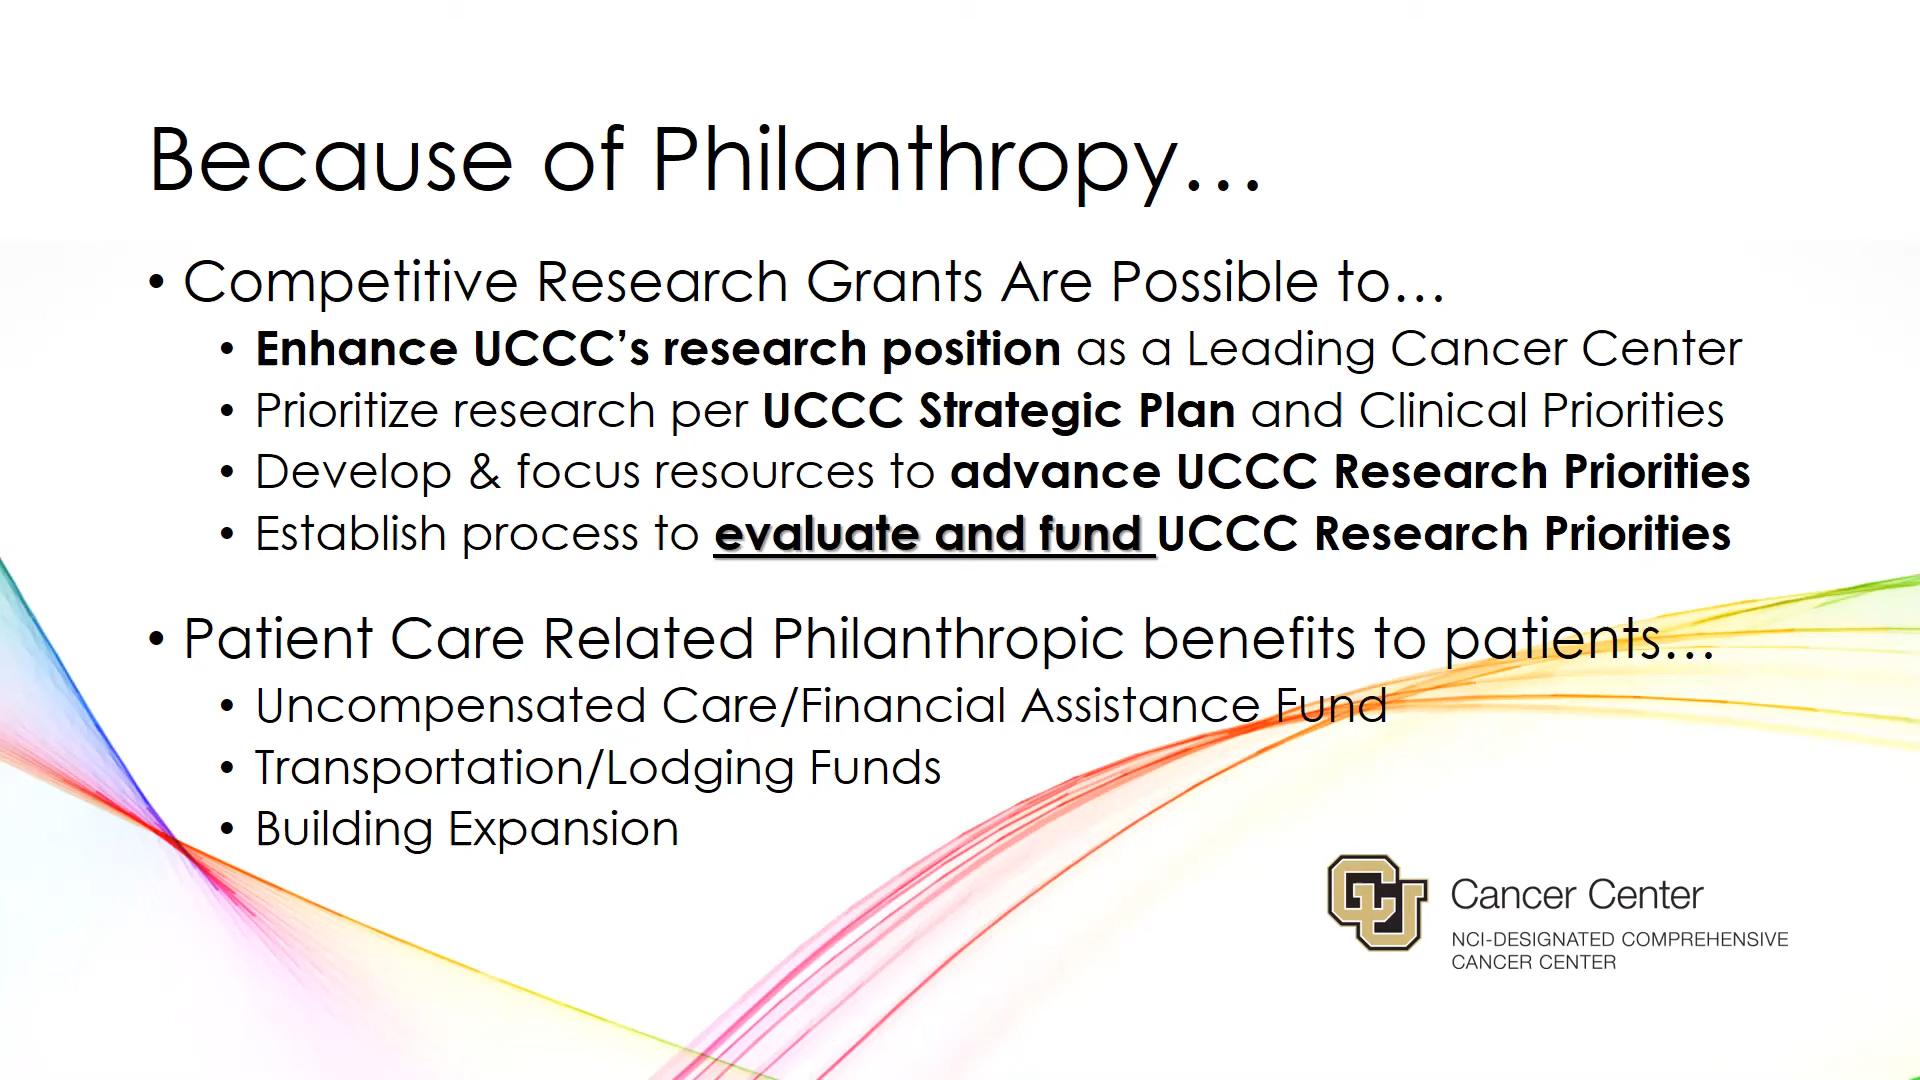 Because of Philanthropy…
• Competitive Research Grants Are Possible to…
• Enhance UCCC’s research position as a Leading Cancer Center
• Prioritize research per UCCC Strategic Plan and Clinical Priorities
• Develop & focus resources to advance UCCC Research Priorities
• Establish process to evaluate and fund UCCC Research Priorities
• Patient Care Related Philanthropic benefits to patients…
• Uncompensated Care/Financial Assistance Fund
• Transportation/Lodging Funds
• Building Expansion
CU
Cancer Center
NCI-DESIGNATED COMPREHENSIVE
CANCER CENTER